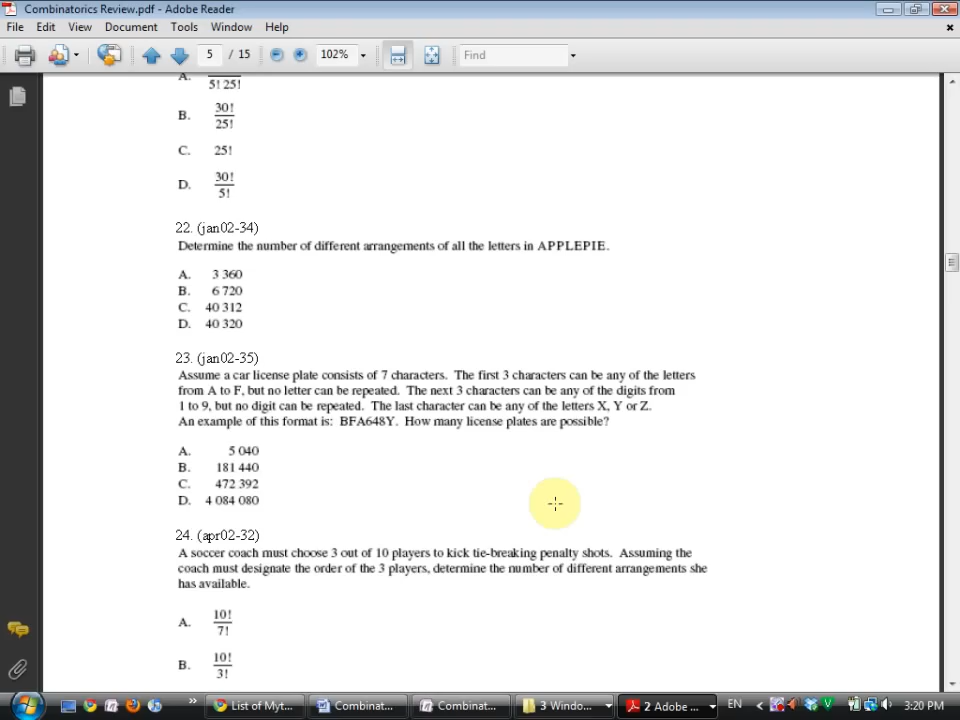 Combinatorics Review.pdf - Adobe Reader
File Edit View Document Tools Window Help
5 / 15 102% Find
A. 5! 25!
B. 30!
25!
C. 25!
D. 30!
5!
22. (jan02-34)
Determine the number of different arrangements of all the letters in APPLEPIE.
A. 3 360
B. 6 720
C. 40 312
D. 40 320
23. (jan02-35)
Assume a car license plate consists of 7 characters. The first 3 characters can be any of the letters
from A to F, but no letter can be repeated. The next 3 characters can be any of the digits from
1 to 9, but no digit can be repeated. The last character can be any of the letters X, Y or Z.
An example of this format is: BFA648Y. How many license plates are possible?
A. 5 040
B. 181 440
C. 472 392
D. 4 084 080
24. (apr02-32)
A soccer coach must choose 3 out of 10 players to kick tie-breaking penalty shots. Assuming the
coach must designate the order of the 3 players, determine the number of different arrangements she
has available.
A. 10!
7!
B. 10!
3!
List of Myt... Combinat... Combinat... 3 Windo... 2 Adobe ... EN 3:20 PM